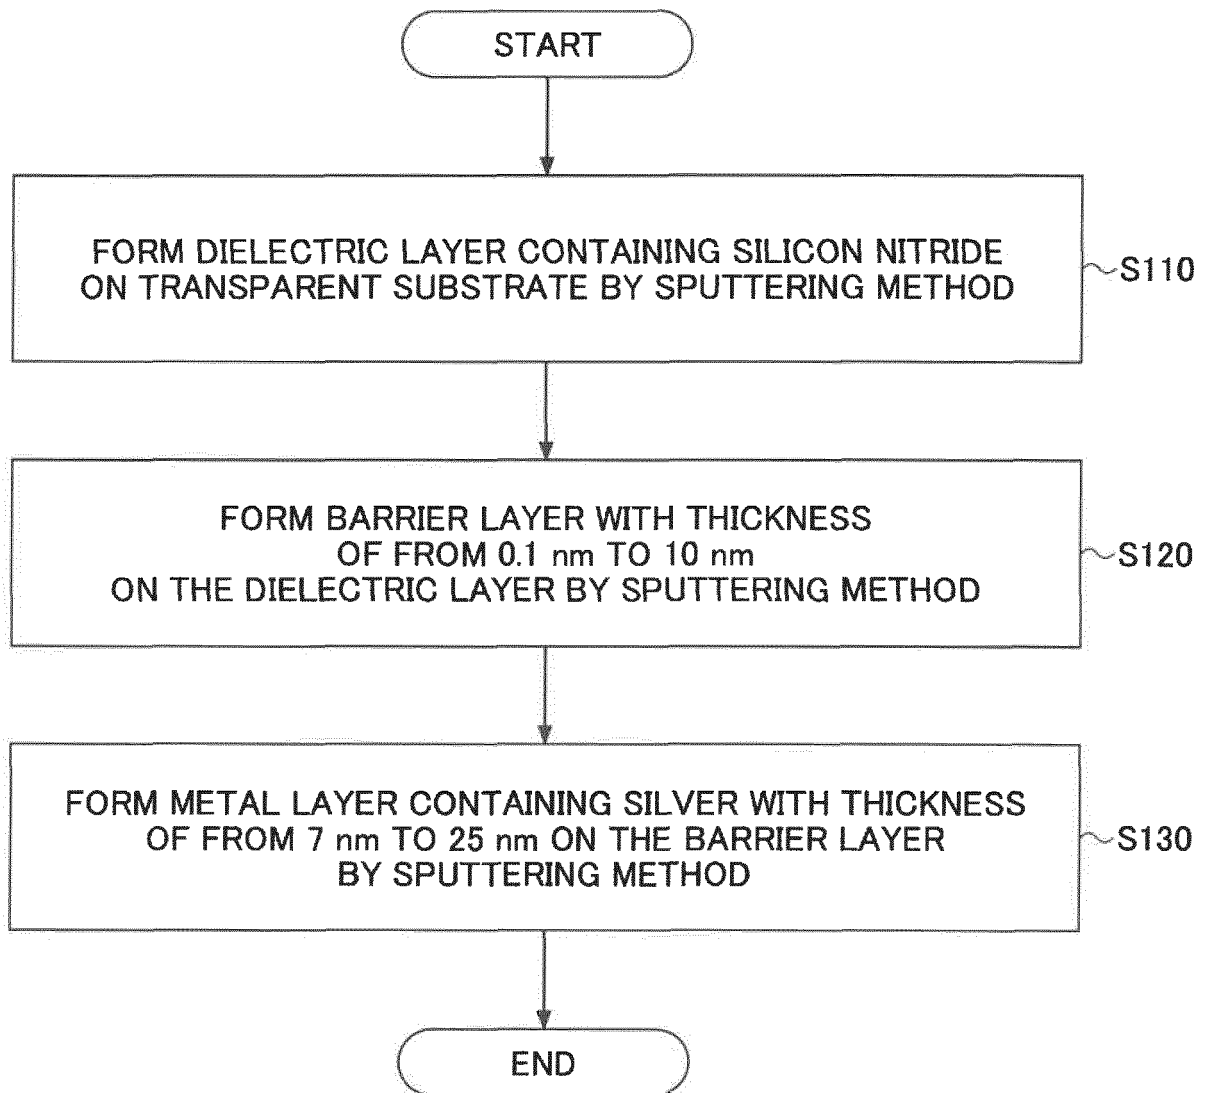 START
FORM DIELECTRIC LAYER CONTAINING SILICON NITRIDE
ON TRANSPARENT SUBSTRATE BY SPUTTERING METHOD
S110
FORM BARRIER LAYER WITH THICKNESS
OF FROM 0.1 nm TO 10 nm
ON THE DIELECTRIC LAYER BY SPUTTERING METHOD
S120
FORM METAL LAYER CONTAINING SILVER WITH THICKNESS
OF FROM 7 nm TO 25 nm ON THE BARRIER LAYER
BY SPUTTERING METHOD
S130
END